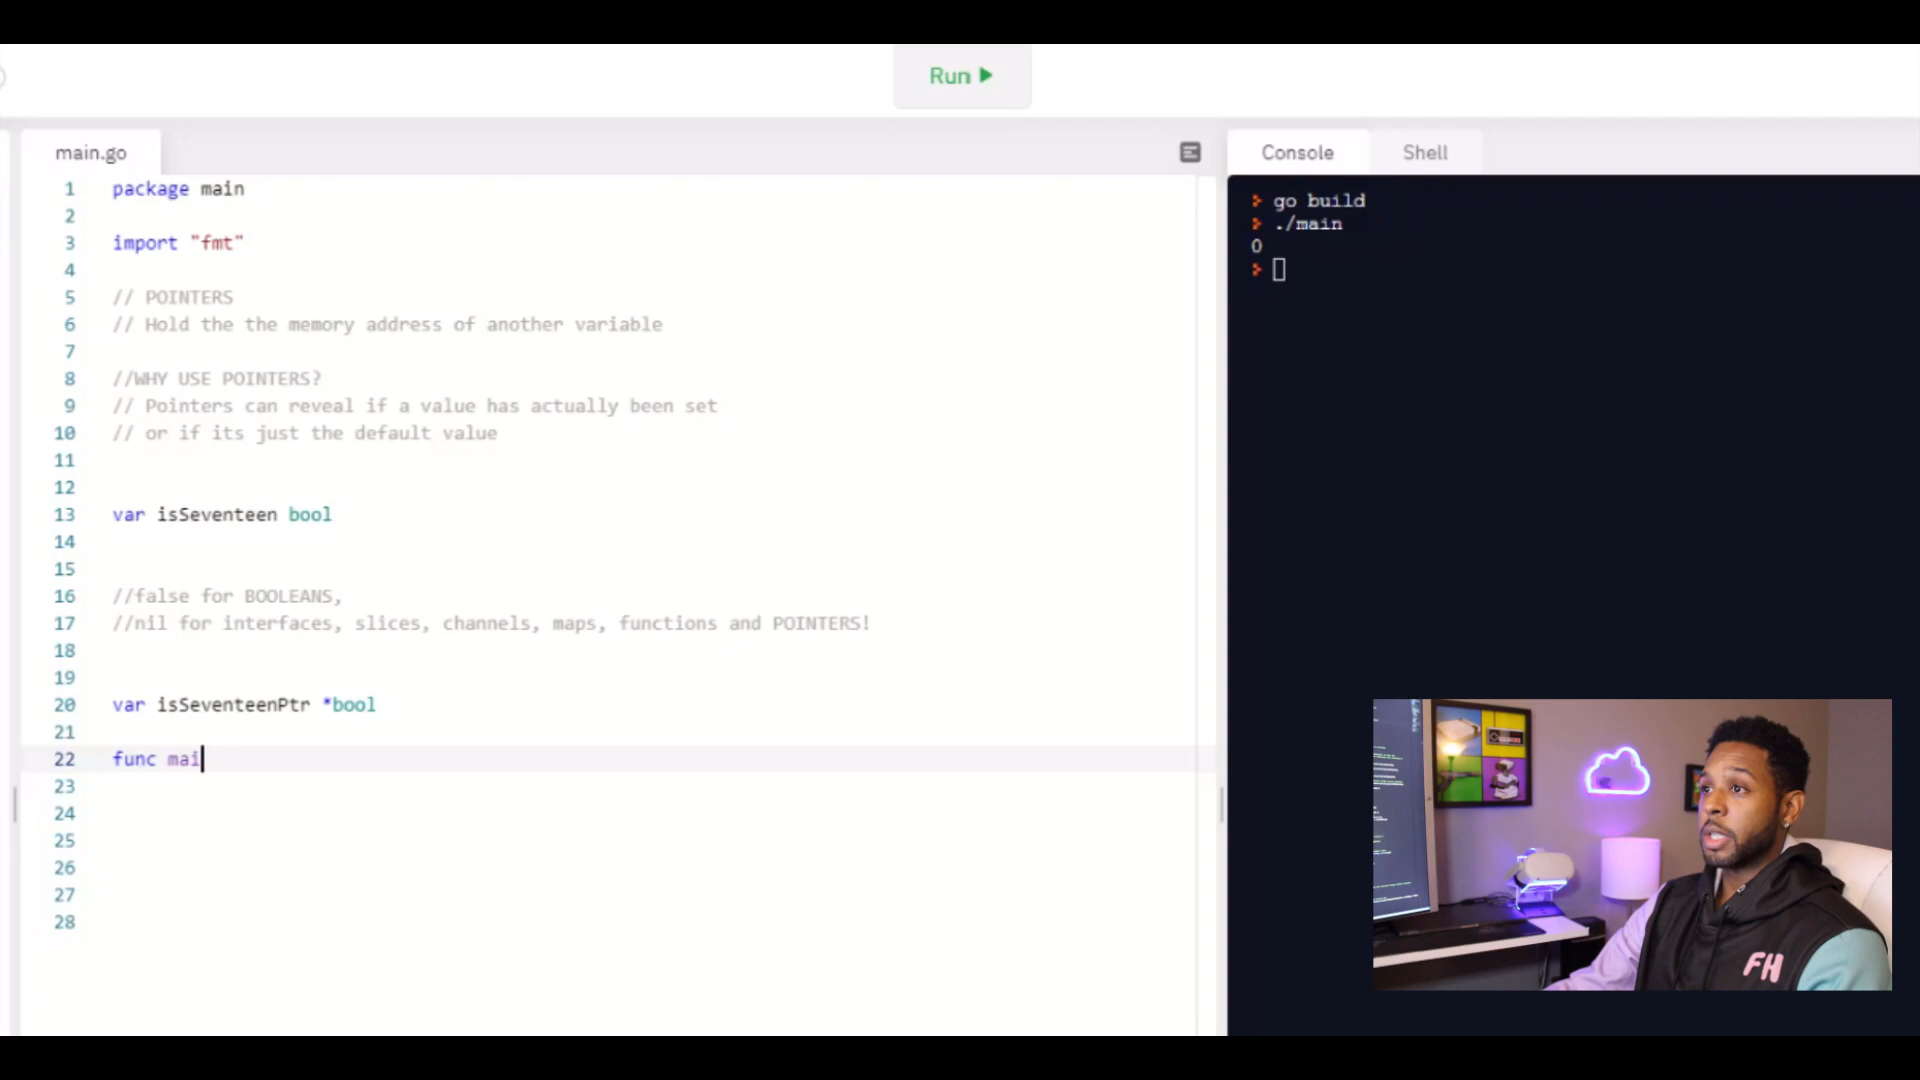 Run
main.go
Console
Shell
1 package main
2
3 import "fmt"
4
5 // POINTERS
6 // Hold the the memory address of another variable
7
8 //WHY USE POINTERS?
9 // Pointers can reveal if a value has actually been set
10 // or if its just the default value
11
12
13 var isSeventeen bool
14
15
16 //false for BOOLEANS,
17 //nil for interfaces, slices, channels, maps, functions and POINTERS!
18
19
20 var isSeventeenPtr *bool
21
22 func mai
23
24
25
26
27
28
> go build
> ./main
0
>
FH